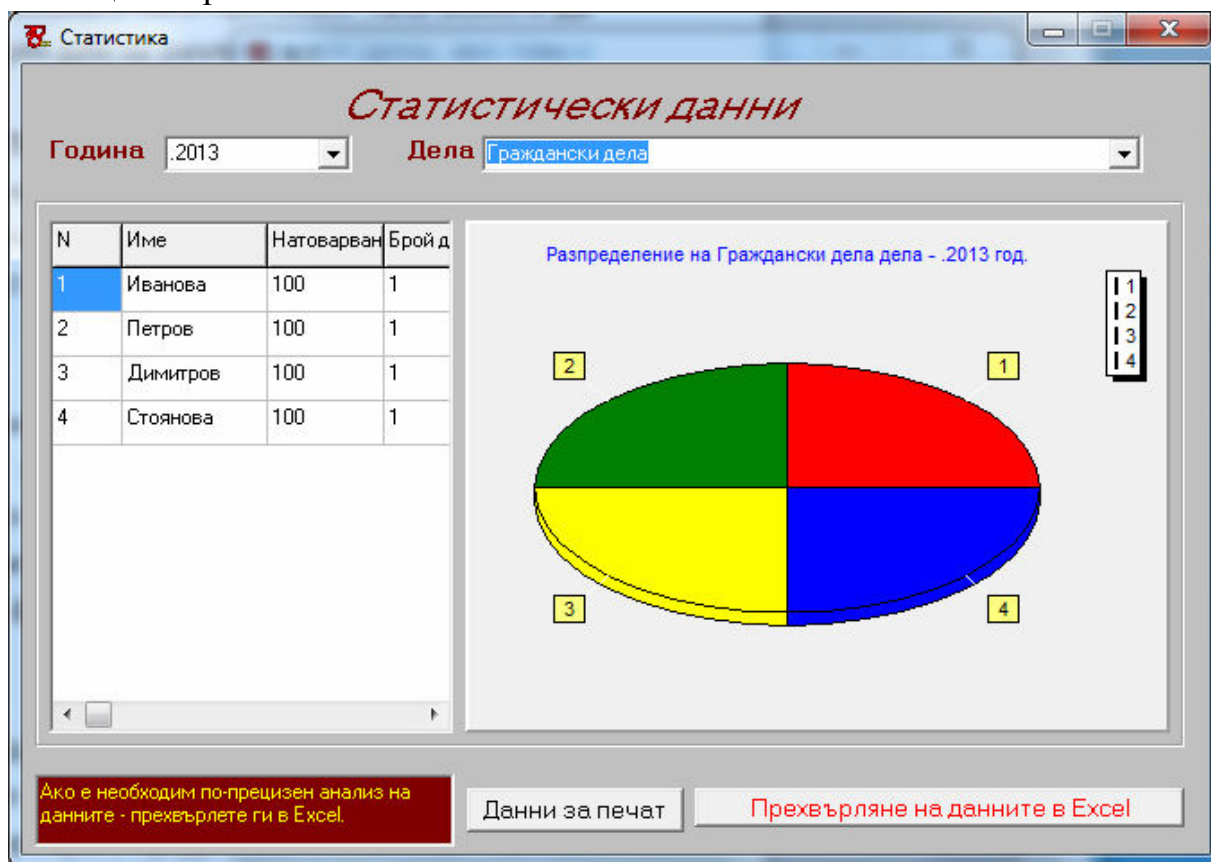 Статистика
Статистически данни
Година .2013 Дела Граждански дела
N Име Натоварван Брой д
1 Иванова 100 1
2 Петров 100 1
3 Димитров 100 1
4 Стоянова 100 1
Разпределение на Граждански дела дела - .2013 год.
1
2
3
4
2
1
3
4
Ако е необходим по-прецизен анализ на
данните - прехвърлете ги в Excel.
Данни за печат
Прехвърляне на данните в Excel